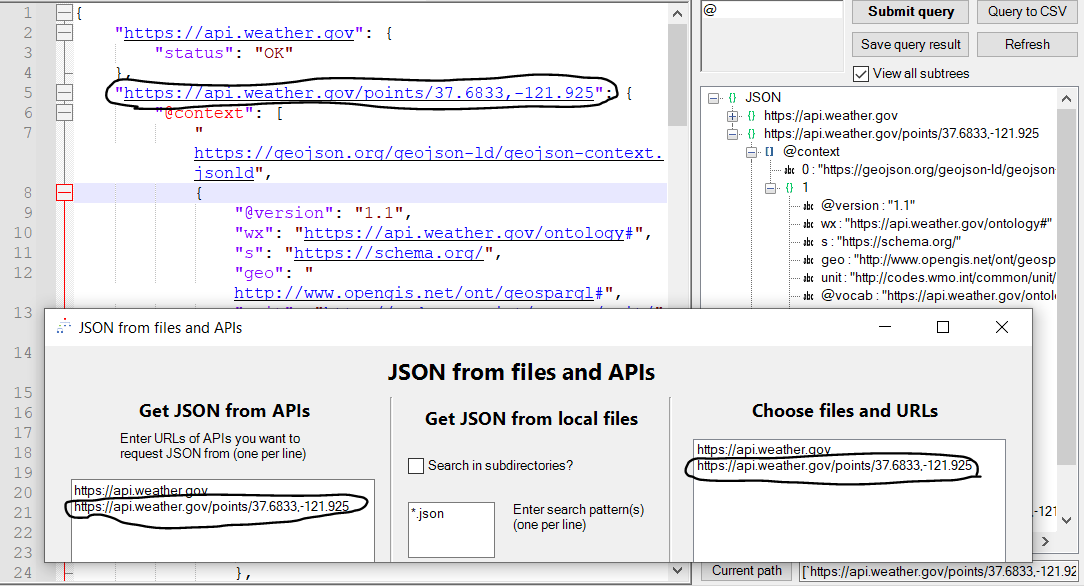 1 {
2 "https://api.weather.gov": {
3 "status": "OK"
4 },
5 "https://api.weather.gov/points/37.6833,-121.925": {
6 "@context": [
7 "
https://geojson.org/geojson-ld/geojson-context.
jsonld",
8 {
9 "@version": "1.1",
10 "wx": "https://api.weather.gov/ontology#",
11 "s": "https://schema.org/",
12 "geo": "
http://www.opengis.net/ont/geosparql#",
13
14
15
16
17
18
19
20
21
22
23
24 },
@
Submit query
Query to CSV
Save query result
Refresh
View all subtrees
{} JSON
{} https://api.weather.gov
{} https://api.weather.gov/points/37.6833,-121.925
[] @context
abc 0 : "https://geojson.org/geojson-ld/geojson
{} 1
abc @version : "1.1"
abc wx : "https://api.weather.gov/ontology#"
abc s : "https://schema.org/"
abc geo : "http://www.opengis.net/ont/geosp
abc unit : "http://codes.wmo.int/common/unit/
abc @vocab : "https://api.weather.gov/ontol
-121
Current path
[`https://api.weather.gov/points/37.6833,-121.92
JSON from files and APIs
JSON from files and APIs
Get JSON from APIs
Enter URLs of APIs you want to
request JSON from (one per line)
https://api.weather.gov
https://api.weather.gov/points/37.6833,-121.925
Get JSON from local files
Search in subdirectories?
*.json
Enter search pattern(s)
(one per line)
Choose files and URLs
https://api.weather.gov
https://api.weather.gov/points/37.6833,-121.925